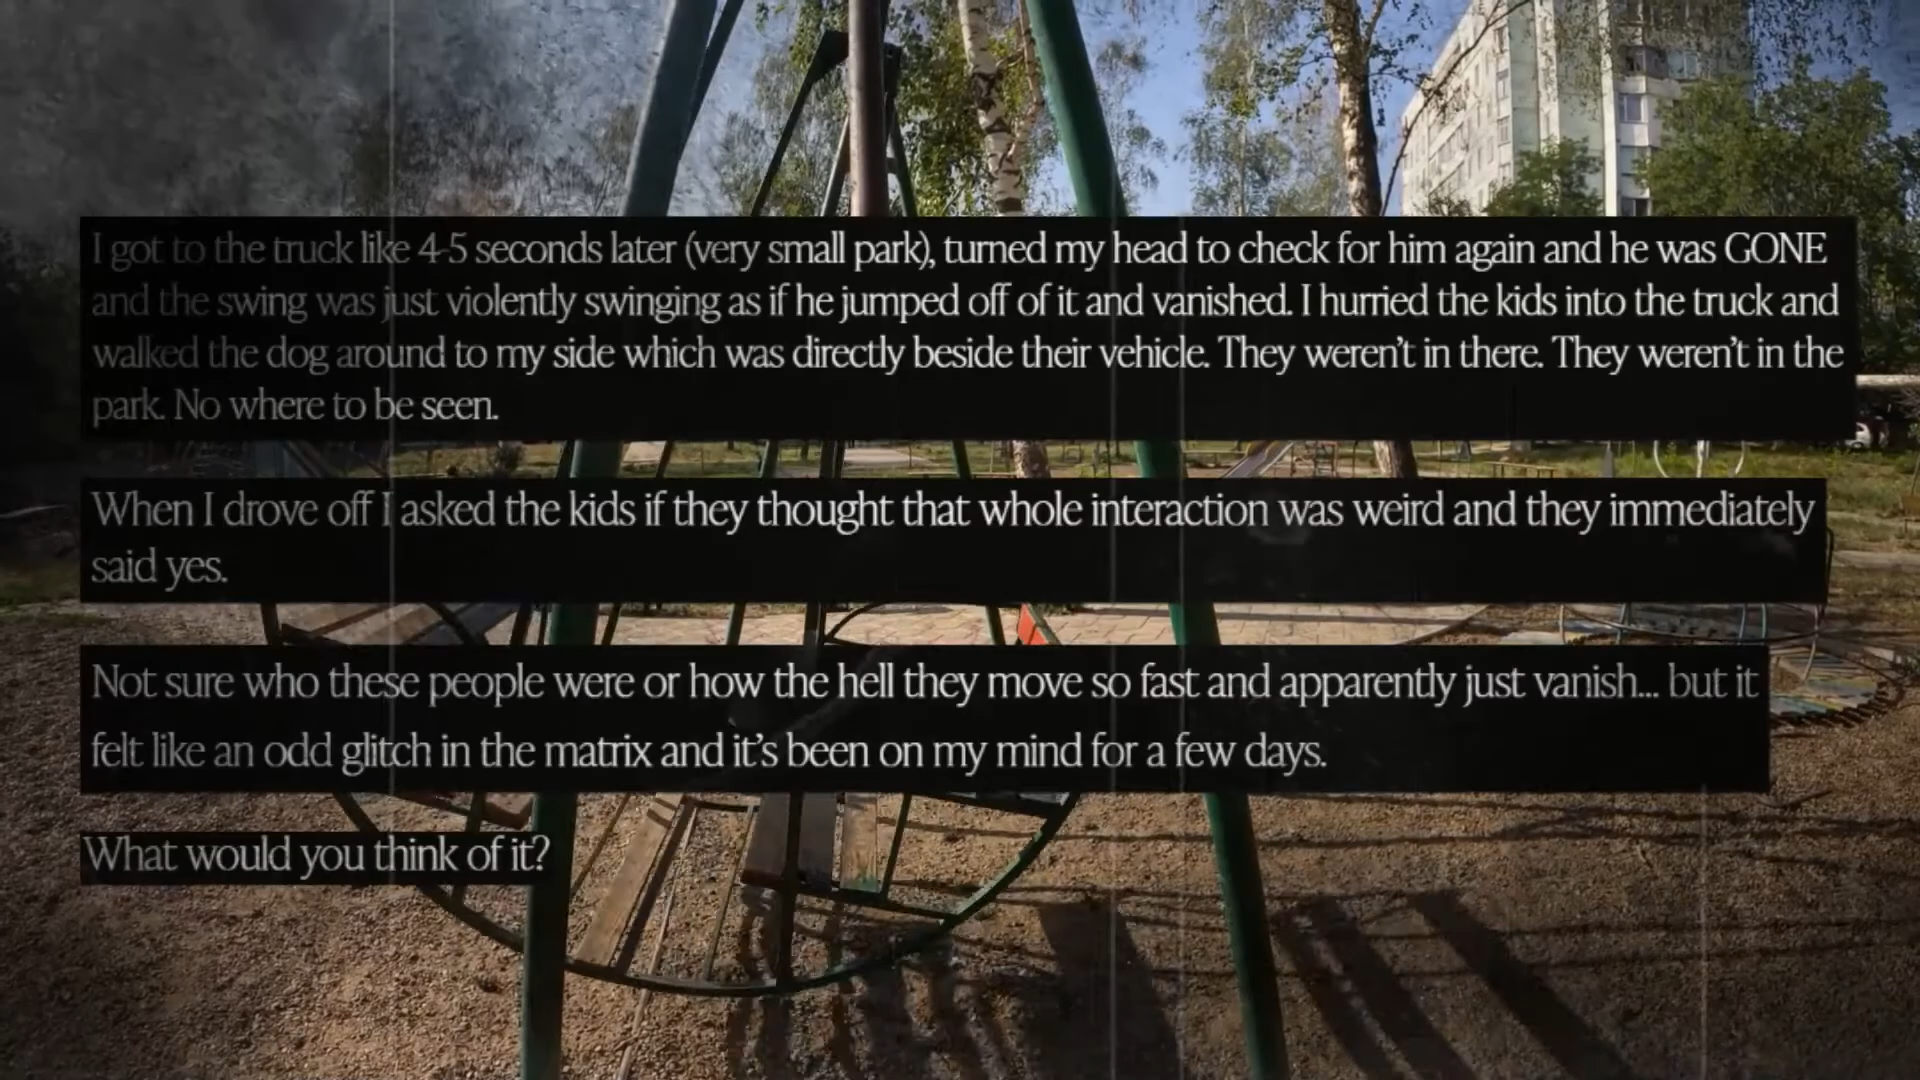 I got to the truck like 4-5 seconds later (very small park), turned my head to check for him again and he was GONE
and the swing was just violently swinging as if he jumped off of it and vanished. I hurried the kids into the truck and
walked the dog around to my side which was directly beside their vehicle. They weren't in there. They weren't in the
park. No where to be seen.
When I drove off I asked the kids if they thought that whole interaction was weird and they immediately
said yes.
Not sure who these people were or how the hell they move so fast and apparently just vanish... but it
felt like an odd glitch in the matrix and it's been on my mind for a few days.
What would you think of it?